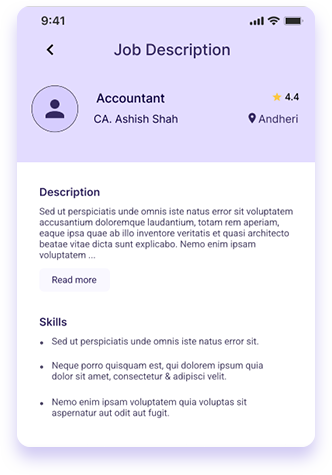 9:41
Job Description
Accountant
4.4
CA. Ashish Shah
Andheri
Description
Sed ut perspiciatis unde omnis iste natus error sit voluptatem
accusantium doloremque laudantium, totam rem aperiam,
eaque ipsa quae ab illo inventore veritatis et quasi architecto
beatae vitae dicta sunt explicabo. Nemo enim ipsam
voluptatem ...
Read more
Skills
• Sed ut perspiciatis unde omnis iste natus error sit.
• Neque porro quisquam est, qui dolorem ipsum quia
dolor sit amet, consectetur & adipisci velit.
• Nemo enim ipsam voluptatem quia voluptas sit
aspernatur aut odit aut fugit.